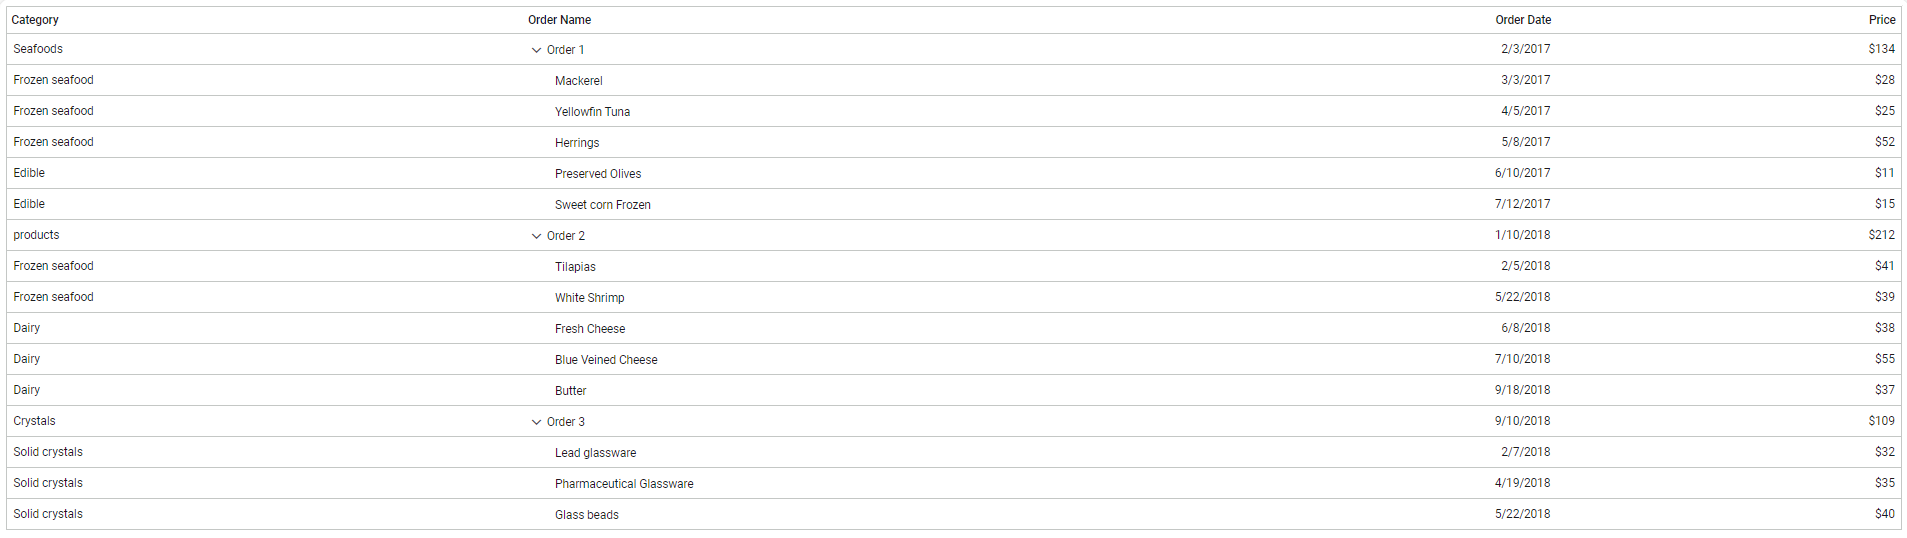 Category Order Name Order Date Price
Seafoods Order 1 2/3/2017 $134
Frozen seafood Mackerel 3/3/2017 $28
Frozen seafood Yellowfin Tuna 4/5/2017 $25
Frozen seafood Herrings 5/8/2017 $52
Edible Preserved Olives 6/10/2017 $11
Edible Sweet corn Frozen 7/12/2017 $15
products Order 2 1/10/2018 $212
Frozen seafood Tilapias 2/5/2018 $41
Frozen seafood White Shrimp 5/22/2018 $39
Dairy Fresh Cheese 6/8/2018 $38
Dairy Blue Veined Cheese 7/10/2018 $55
Dairy Butter 9/18/2018 $37
Crystals Order 3 9/10/2018 $109
Solid crystals Lead glassware 2/7/2018 $32
Solid crystals Pharmaceutical Glassware 4/19/2018 $35
Solid crystals Glass beads 5/22/2018 $40